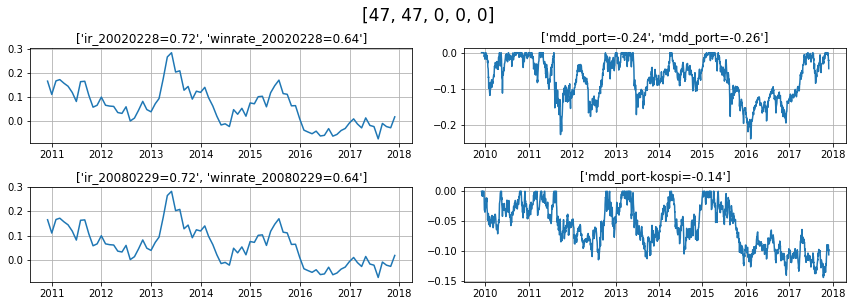 [47, 47, 0, 0, 0]
['ir_20020228=0.72', 'winrate_20020228=0.64']
0.3
0.2
0.1
0.0
2011 2012 2013 2014 2015 2016 2017 2018
['mdd_port=-0.24', 'mdd_port=-0.26']
0.0
−0.1
−0.2
2010 2011 2012 2013 2014 2015 2016 2017 2018
['ir_20080229=0.72', 'winrate_20080229=0.64']
0.3
0.2
0.1
0.0
2011 2012 2013 2014 2015 2016 2017 2018
['mdd_port-kospi=-0.14']
0.00
−0.05
−0.10
−0.15
2010 2011 2012 2013 2014 2015 2016 2017 2018